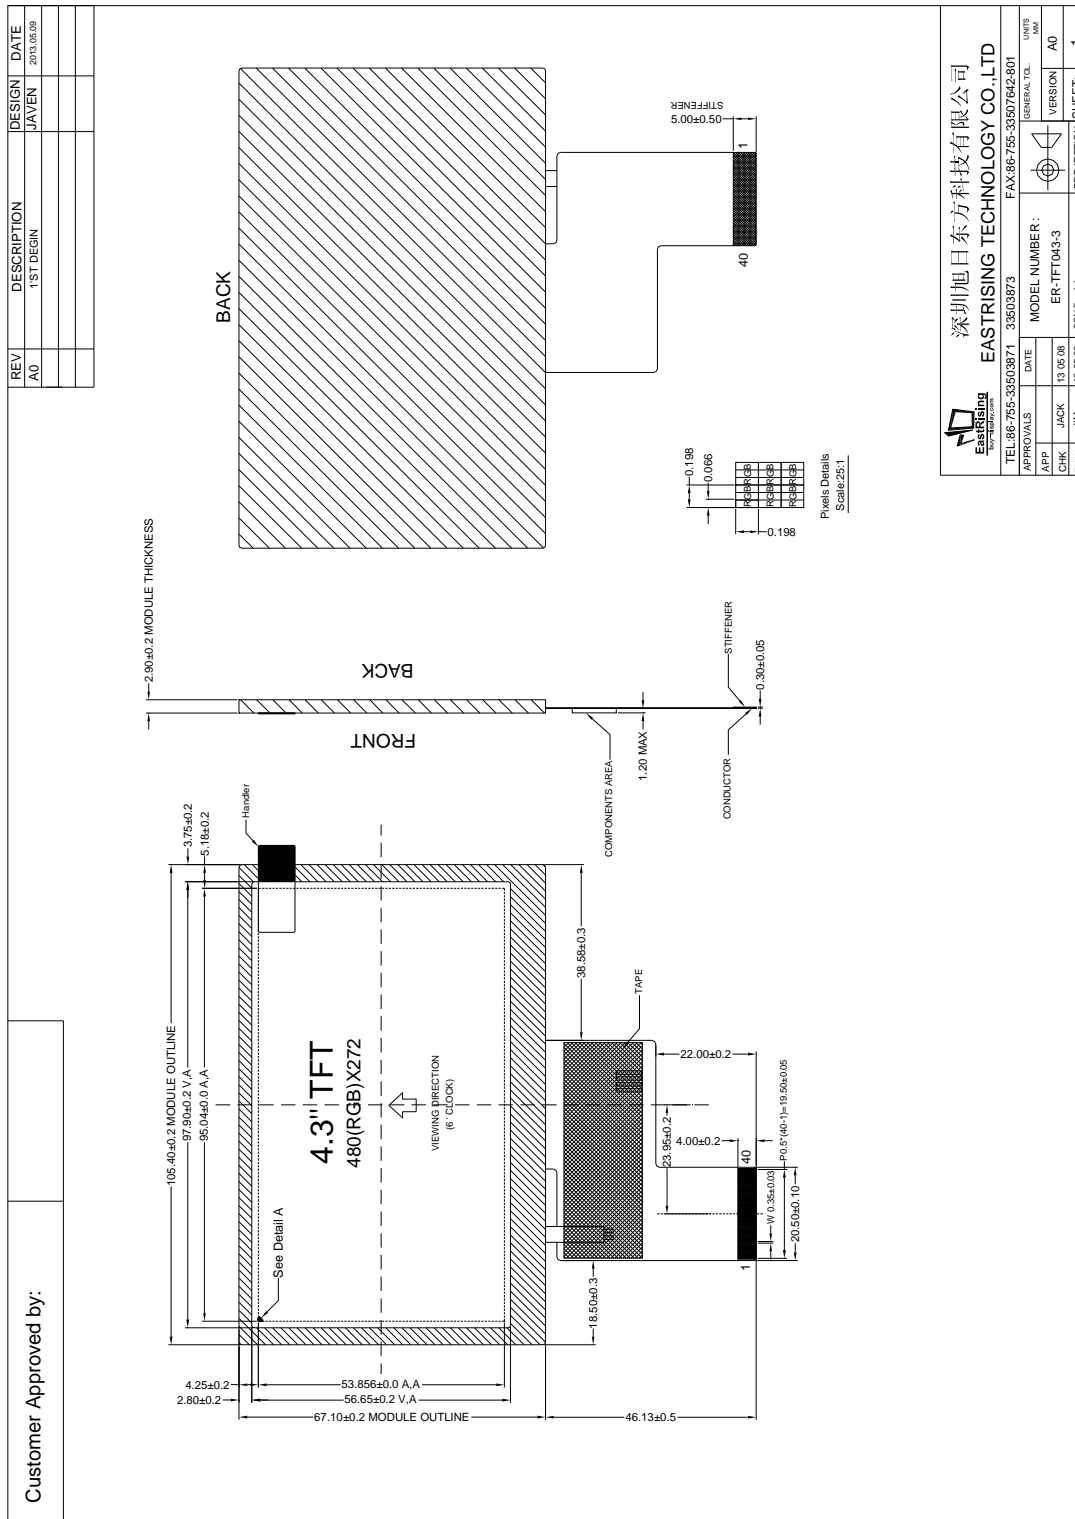 Customer Approved by:
REV DESCRIPTION DESIGN DATE
A0 1'ST DEGIN JAVEN 2013.05.09
105.40±0.2 MODULE OUTLINE
97.90±0.2 V,A
95.04±0.0 A,A
3.75±0.2
5.18±0.2
Handler
See Detail A
4.3" TFT
480(RGB)X272
VIEWING DIRECTION
(6' CLOCK)
4.25±0.2
2.80±0.2
53.856±0.0 A,A
56.65±0.2 V,A
67.10±0.2 MODULE OUTLINE
46.13±0.5
18.50±0.3
38.58±0.3
TAPE
22.00±0.2
23.95±0.2
4.00±0.2
1
40
W 0.35±0.03
P0.5*(40-1)=19.50±0.05
20.50±0.10
2.90±0.2 MODULE THICKNESS
FRONT
BACK
COMPONENTS AREA
1.20 MAX
CONDUCTOR
STIFFENER
0.30±0.05
BACK
STIFFENER
5.00±0.50
40
1
0.198
0.066
RGBRGB
RGBRGB
RGBRGB
0.198
Pixels Details
Scale:25:1
EastRising
深圳旭日东方科技有限公司
EASTRISING TECHNOLOGY CO.,LTD
TEL:86-755-33503871 33503873 FAX:86-755-33507642-801
APPROVALS DATE
APP
CHK JACK 13 05 08
MODEL NUMBER :
ER-TFT043-3
GENERAL TOL. UNITS
MM
VERSION A0